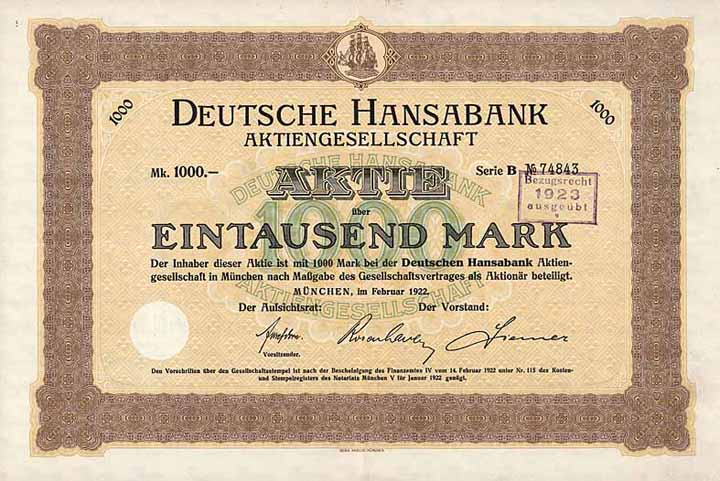 1000
1000
DEUTSCHE HANSABANK
AKTIENGESELLSCHAFT
Mk. 1000.—
Serie B № 74843
DEUTSCHE HANSABANK
AKTIE
Bezugsrecht
1923
ausgeübt
über
1000
EINTAUSEND MARK
Der Inhaber dieser Aktie ist mit 1000 Mark bei der Deutschen Hansabank Aktien-
gesellschaft in München nach Maßgabe des Gesellschaftsvertrages als Aktionär beteiligt.
AKTIENGESELLSCHAFT
MÜNCHEN, im Februar 1922.
Der Aufsichtsrat: Der Vorstand:
Vorsitzender.
Den Vorschriften über den Gesellschaftsstempel ist nach der Bescheinigung des Finanzamtes IV vom 14. Februar 1922 unter Nr. 115 des Kosten-
und Stempelregisters des Notariats München V für Januar 1922 genügt.